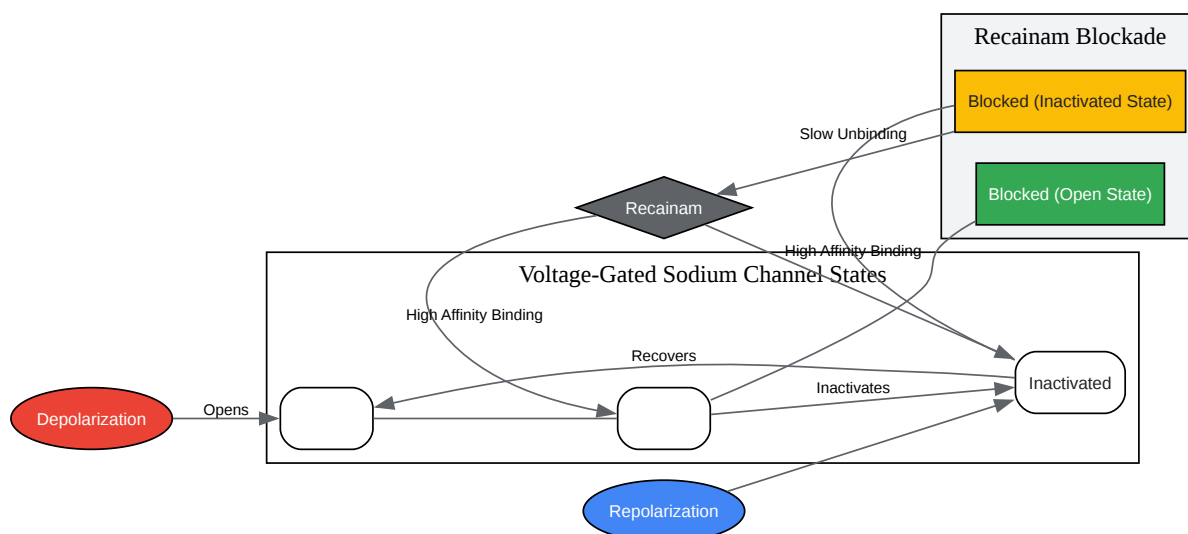 Recainam Blockade
Blocked (Inactivated State)
Slow Unbinding
Blocked (Open State)
Recainam
High Affinity Binding
Voltage-Gated Sodium Channel States
High Affinity Binding
Recovers
Inactivates
Inactivated
Opens
Depolarization
Repolarization